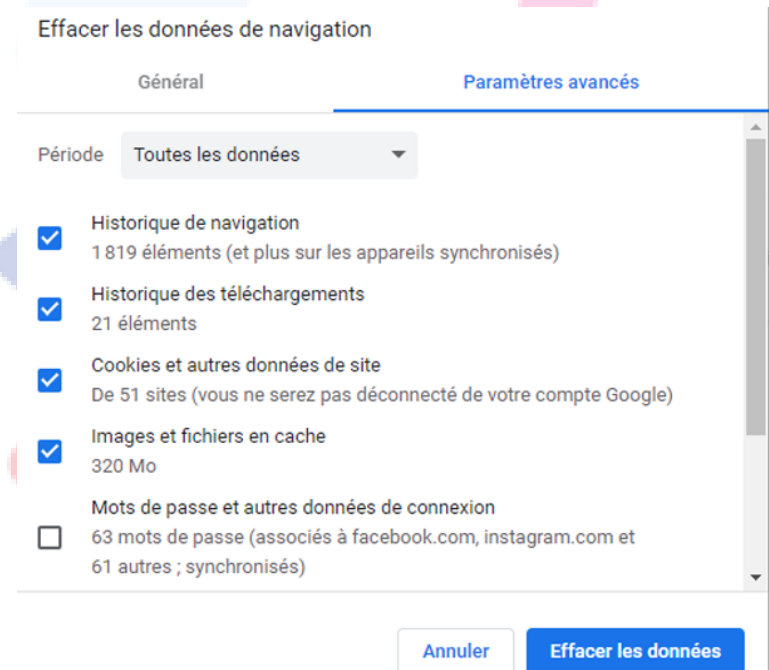 Effacer les données de navigation
Général
Paramètres avancés
Période
Toutes les données
Historique de navigation
1 819 éléments (et plus sur les appareils synchronisés)
Historique des téléchargements
21 éléments
Cookies et autres données de site
De 51 sites (vous ne serez pas déconnecté de votre compte Google)
Images et fichiers en cache
320 Mo
Mots de passe et autres données de connexion
63 mots de passe (associés à facebook.com, instagram.com et
61 autres ; synchronisés)
Annuler
Effacer les données